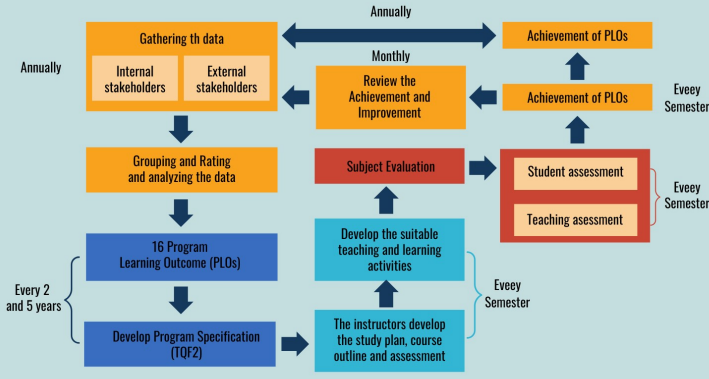 Annually
Gathering th data
Achievement of PLOs
Monthly
Annually
Internal
stakeholders
External
stakeholders
Review the
Achievement and
Improvement
Achievement of PLOs
Eveey
Semester
Grouping and Rating
and analyzing the data
Subject Evaluation
Student assessment
Teaching asessment
Eveey
Semester
16 Program
Learning Outcome (PLOs)
Develop the suitable
teaching and learning
activities
Every 2
and 5 years
Eveey
Semester
Develop Program Specification
(TQF2)
The instructors develop
the study plan, course
outline and assessment